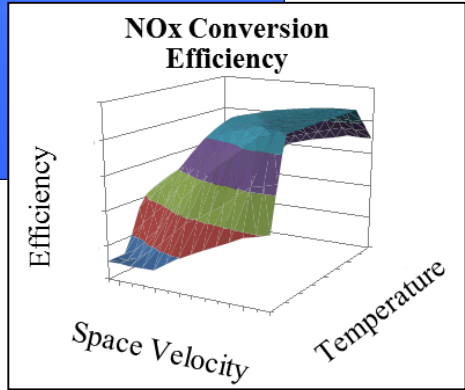 NOx Conversion
Efficiency
Efficiency
Space Velocity
Temperature